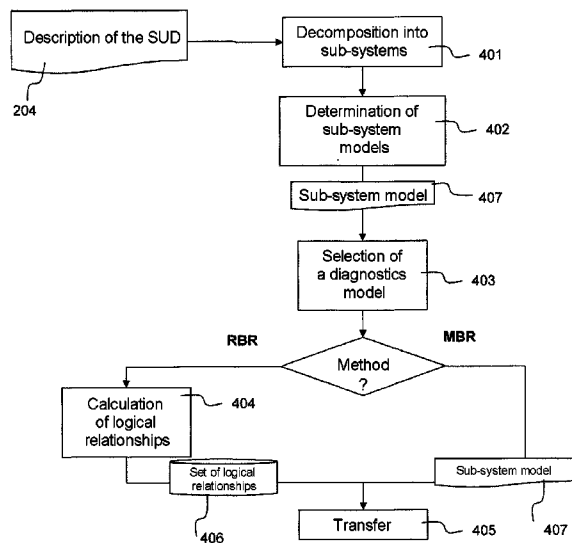 Description of the SUD
204
Decomposition into
sub-systems
401
Determination of
sub-system
models
402
Sub-system model
407
Selection of
a diagnostics
model
403
RBR
MBR
Method
?
Calculation
of logical
relationships
404
Set of logical
relationships
406
Sub-system model
407
Transfer
405